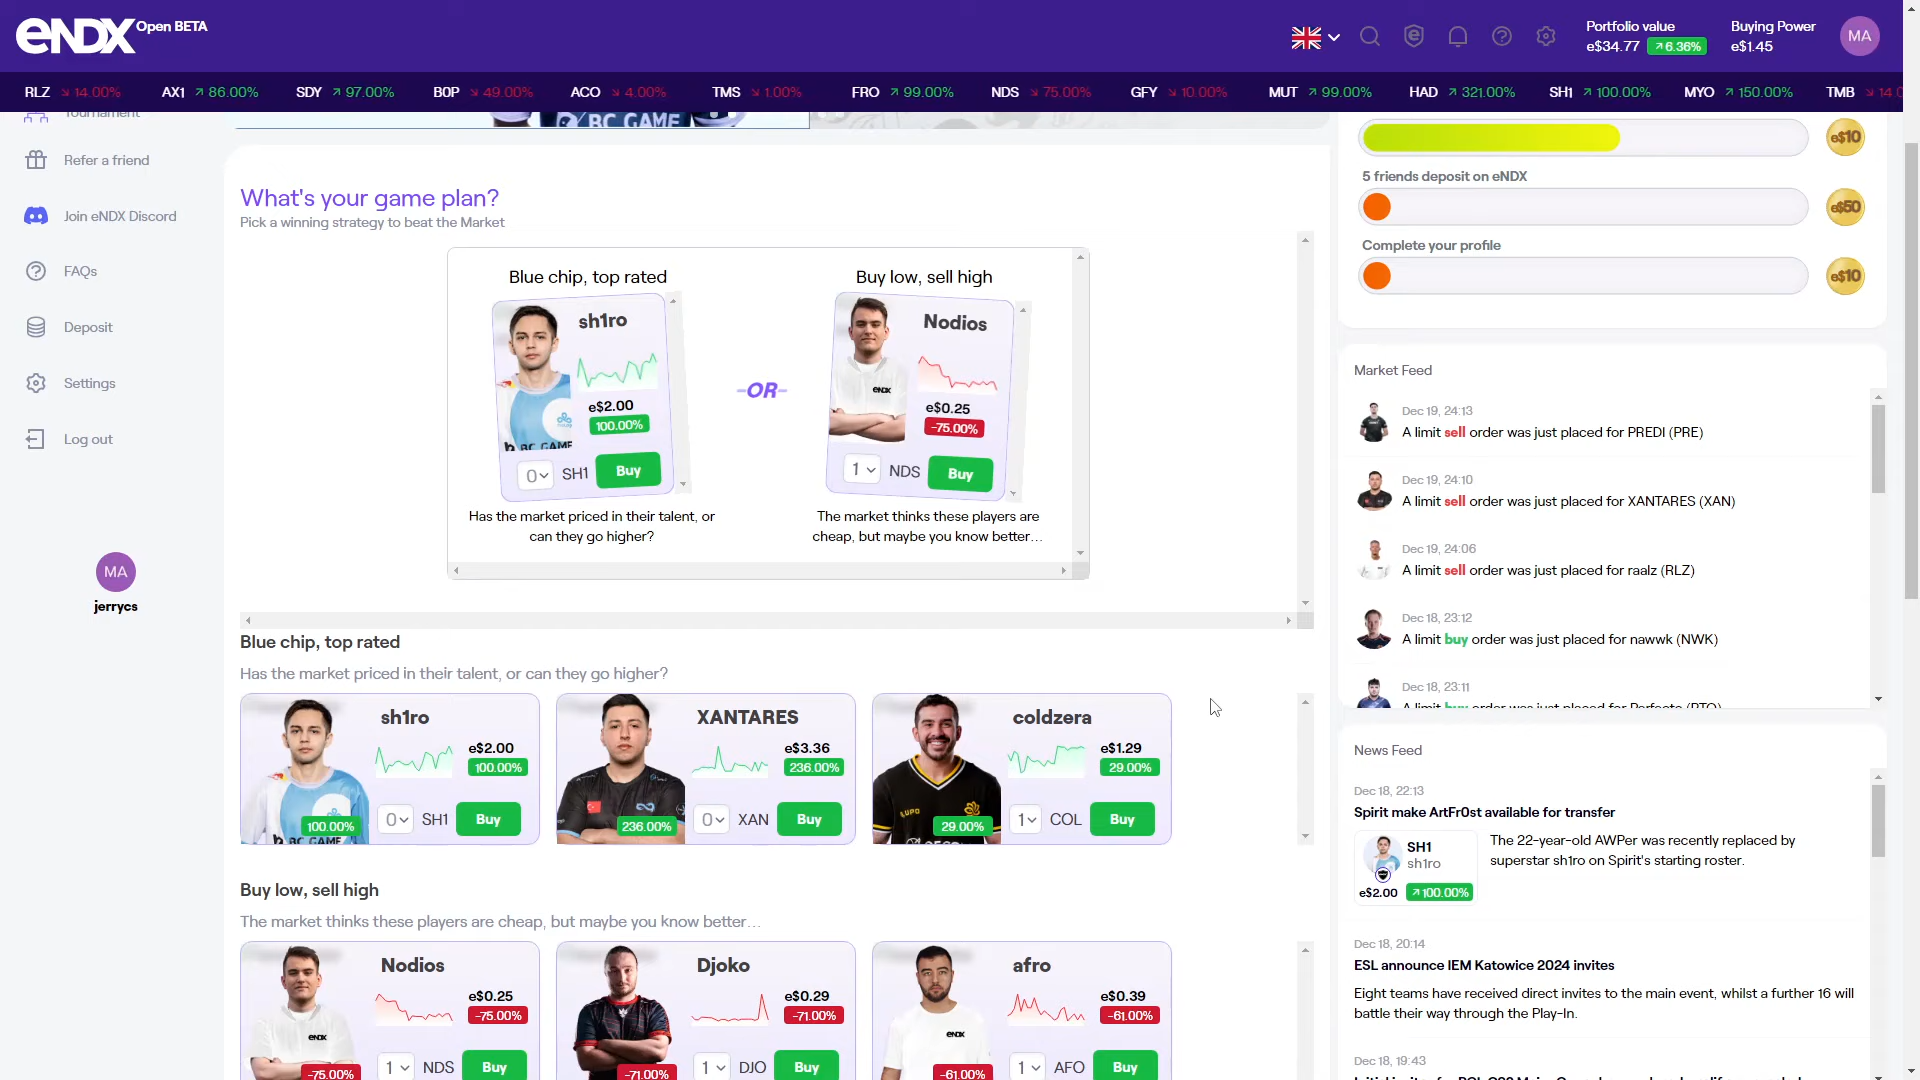 eNDX Open BETA
Portfolio value
e$34.77 6.36%
Buying Power
e$1.45
MA
RLZ 14.00%
AX1 86.00%
SDY 97.00%
B0P 49.00%
ACO 4.00%
TMS 1.00%
FRO 99.00%
NDS 75.00%
GFY 10.00%
MUT 99.00%
HAD 321.00%
SH1 100.00%
MYO 150.00%
TMB 14.0
Tournament
Refer a friend
Join eNDX Discord
FAQs
Deposit
Settings
Log out
MA
jerrycs
BC GAME
What's your game plan?
Pick a winning strategy to beat the Market
Blue chip, top rated
sh1ro
e$2.00
100.00%
0 SH1 Buy
Has the market priced in their talent, or
can they go higher?
-OR-
Buy low, sell high
Nodios
eNDX
e$0.25
-75.00%
1 NDS Buy
The market thinks these players are
cheap, but maybe you know better...
Blue chip, top rated
Has the market priced in their talent, or can they go higher?
sh1ro
e$2.00
100.00%
100.00%
0 SH1 Buy
XANTARES
e$3.36
236.00%
236.00%
0 XAN Buy
coldzera
e$1.29
29.00%
29.00%
1 COL Buy
Buy low, sell high
The market thinks these players are cheap, but maybe you know better...
Nodios
e$0.25
-75.00%
eNDX
-75.00%
1 NDS Buy
Djoko
e$0.29
-71.00%
-71.00%
1 DJO Buy
afro
e$0.39
-61.00%
eNDX
-61.00%
1 AFO Buy
e$10
5 friends deposit on eNDX
e$50
Complete your profile
e$10
Market Feed
Dec 19, 24:13
A limit sell order was just placed for PREDI (PRE)
Dec 19, 24:10
A limit sell order was just placed for XANTARES (XAN)
Dec 19, 24:06
A limit sell order was just placed for raalz (RLZ)
Dec 18, 23:12
A limit buy order was just placed for nawwk (NWK)
Dec 18, 23:11
A limit buy order was just placed for Perfecto (PTO)
News Feed
Dec 18, 22:13
Spirit make ArtFr0st available for transfer
SH1
sh1ro
e$2.00 100.00%
The 22-year-old AWPer was recently replaced by
superstar sh1ro on Spirit's starting roster.
Dec 18, 20:14
ESL announce IEM Katowice 2024 invites
Eight teams have received direct invites to the main event, whilst a further 16 will
battle their way through the Play-In.
Dec 18, 19:43